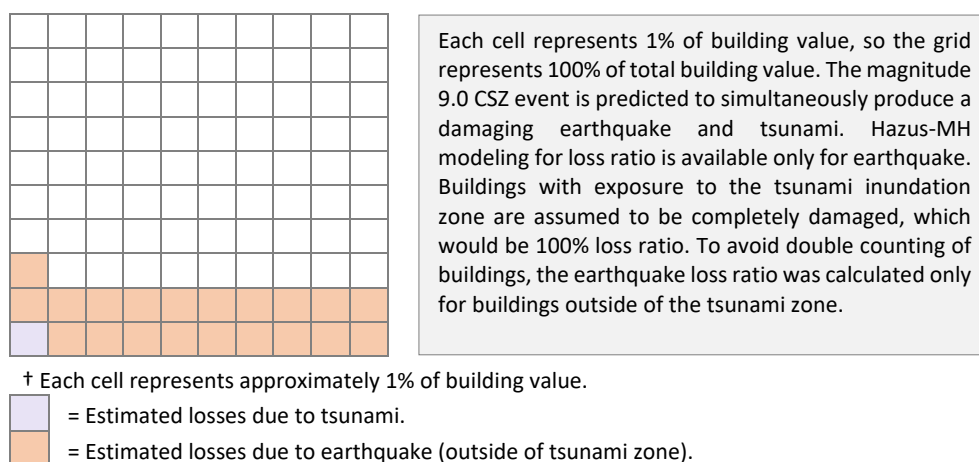 Each cell represents 1% of building value, so the grid
represents 100% of total building value. The magnitude
9.0 CSZ event is predicted to simultaneously produce a
damaging earthquake and tsunami. Hazus-MH
modeling for loss ratio is available only for earthquake.
Buildings with exposure to the tsunami inundation
zone are assumed to be completely damaged, which
would be 100% loss ratio. To avoid double counting of
buildings, the earthquake loss ratio was calculated only
for buildings outside of the tsunami zone.
† Each cell represents approximately 1% of building value.
= Estimated losses due to tsunami.
= Estimated losses due to earthquake (outside of tsunami zone).